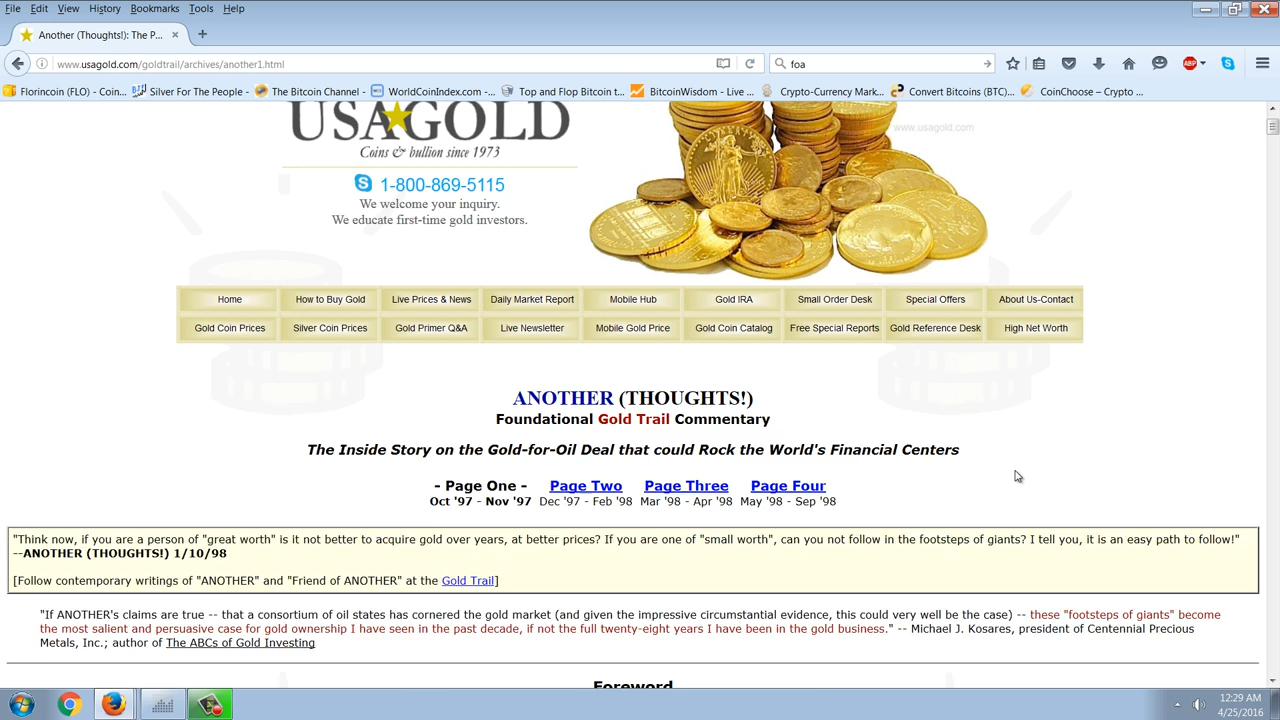 File Edit View History Bookmarks Tools Help
Another (Thoughts!): The P...
www.usagold.com/goldtrail/archives/another1.html
foa
ABP
Florincoin (FLO) - Coin...
Silver For The People - ...
The Bitcoin Channel - ...
WorldCoinIndex.com - ...
Top and Flop Bitcoin t...
BitcoinWisdom - Live ...
Crypto-Currency Mark...
Convert Bitcoins (BTC)...
CoinChoose – Crypto ...
USAGOLD
www.usagold.com
Coins & bullion since 1973
1-800-869-5115
We welcome your inquiry.
We educate first-time gold investors.
Home How to Buy Gold Live Prices & News Daily Market Report Mobile Hub Gold IRA Small Order Desk Special Offers About Us-Contact
Gold Coin Prices Silver Coin Prices Gold Primer Q&A Live Newsletter Mobile Gold Price Gold Coin Catalog Free Special Reports Gold Reference Desk High Net Worth
ANOTHER (THOUGHTS!)
Foundational Gold Trail Commentary
The Inside Story on the Gold-for-Oil Deal that could Rock the World's Financial Centers
- Page One - Page Two Page Three Page Four
Oct '97 - Nov '97 Dec '97 - Feb '98 Mar '98 - Apr '98 May '98 - Sep '98
"Think now, if you are a person of "great worth" is it not better to acquire gold over years, at better prices? If you are one of "small worth", can you not follow in the footsteps of giants? I tell you, it is an easy path to follow!"
--ANOTHER (THOUGHTS!) 1/10/98
[Follow contemporary writings of "ANOTHER" and "Friend of ANOTHER" at the Gold Trail]
"If ANOTHER's claims are true -- that a consortium of oil states has cornered the gold market (and given the impressive circumstantial evidence, this could very well be the case) -- these "footsteps of giants" become
the most salient and persuasive case for gold ownership I have seen in the past decade, if not the full twenty-eight years I have been in the gold business." -- Michael J. Kosares, president of Centennial Precious
Metals, Inc.; author of The ABCs of Gold Investing
Foreword
12:29 AM
4/25/2016